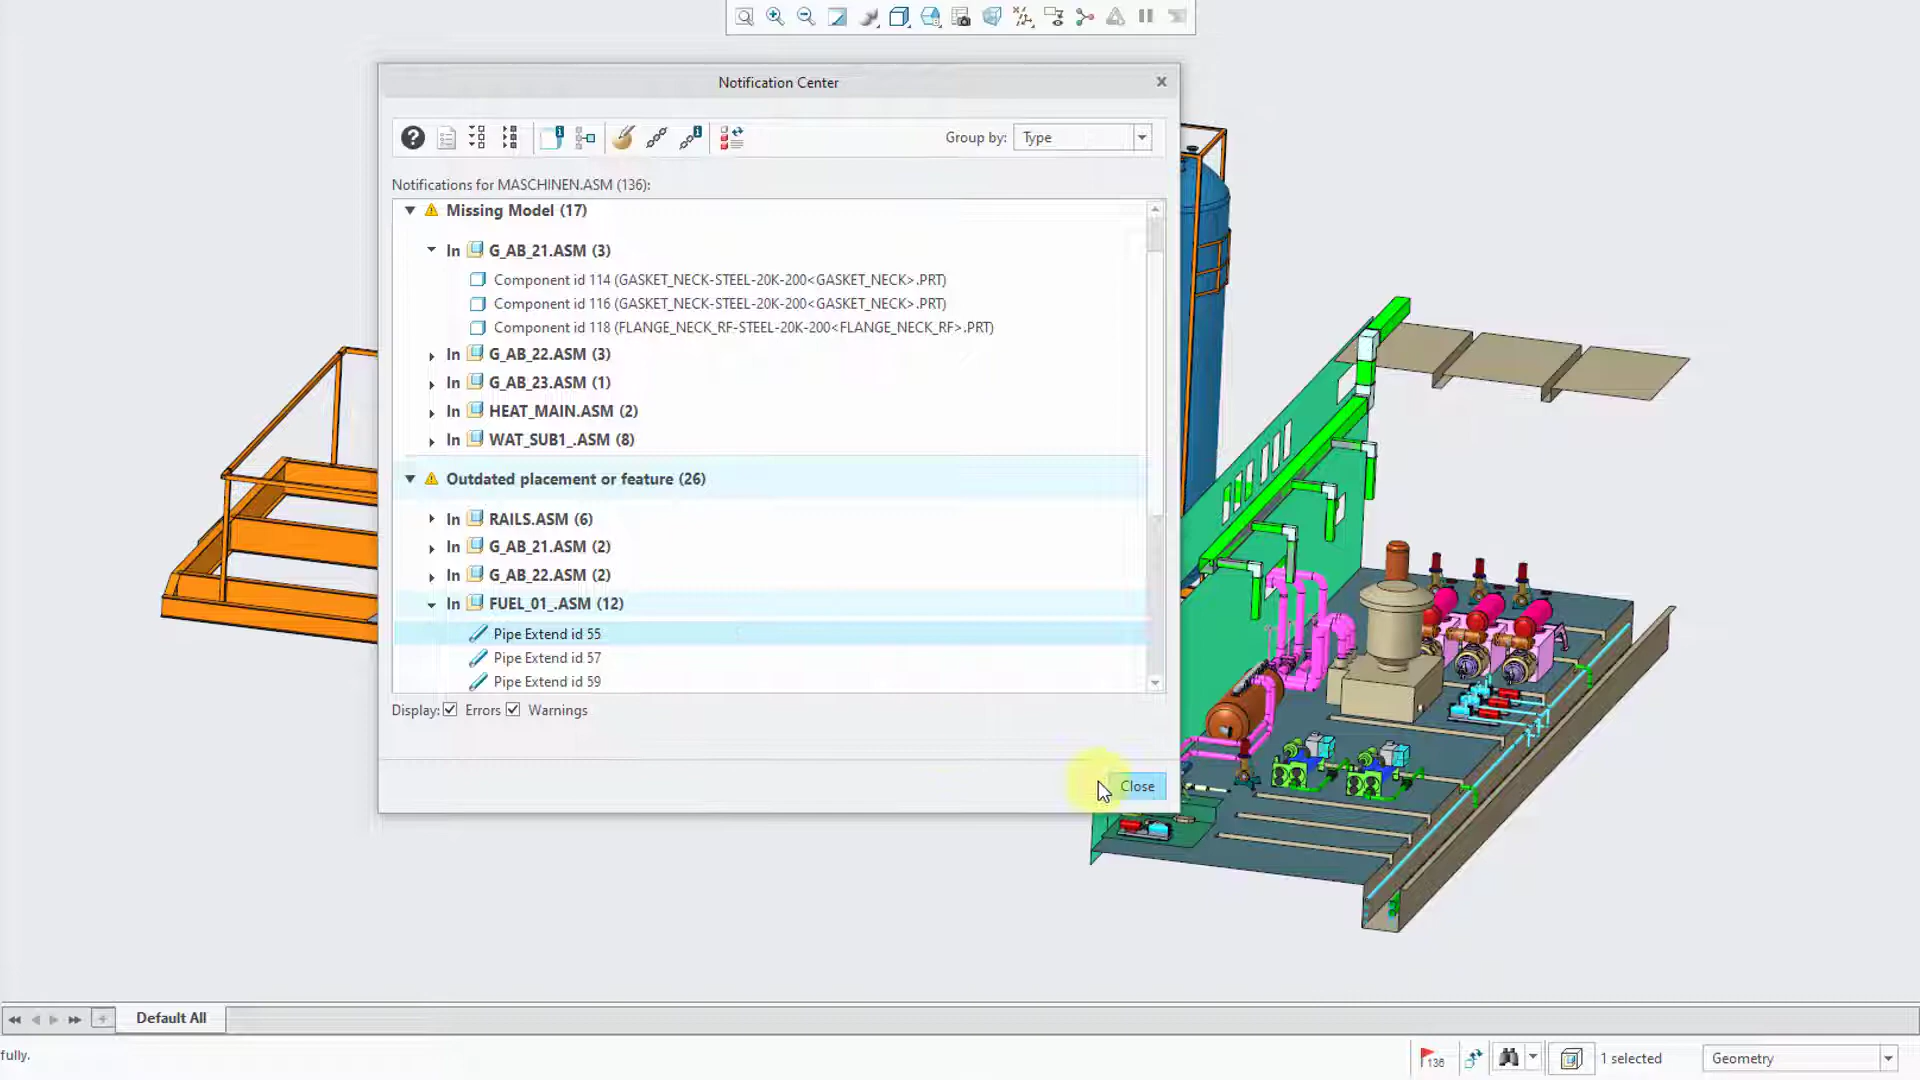 Notification Center
Group by: Type
Notifications for MASCHINEN.ASM (136):
Missing Model (17)
In G_AB_21.ASM (3)
Component id 114 (GASKET_NECK-STEEL-20K-200<GASKET_NECK>.PRT)
Component id 116 (GASKET_NECK-STEEL-20K-200<GASKET_NECK>.PRT)
Component id 118 (FLANGE_NECK_RF-STEEL-20K-200<FLANGE_NECK_RF>.PRT)
In G_AB_22.ASM (3)
In G_AB_23.ASM (1)
In HEAT_MAIN.ASM (2)
In WAT_SUB1_.ASM (8)
Outdated placement or feature (26)
In RAILS.ASM (6)
In G_AB_21.ASM (2)
In G_AB_22.ASM (2)
In FUEL_01_.ASM (12)
Pipe Extend id 55
Pipe Extend id 57
Pipe Extend id 59
Display: Errors Warnings
Close
Default All
fully.
136
1 selected
Geometry